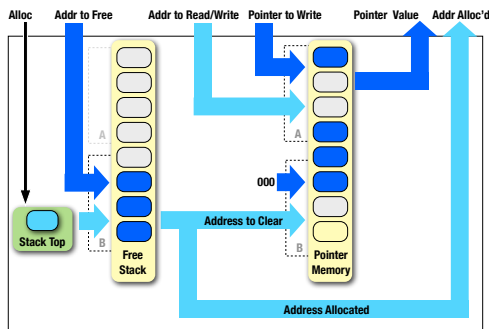 Alloc Addr to Free Addr to Read/Write Pointer to Write Pointer Value Addr Alloc'd
A
A
000
Address to Clear
Stack Top
B
B
Free
Stack
Pointer
Memory
Address Allocated